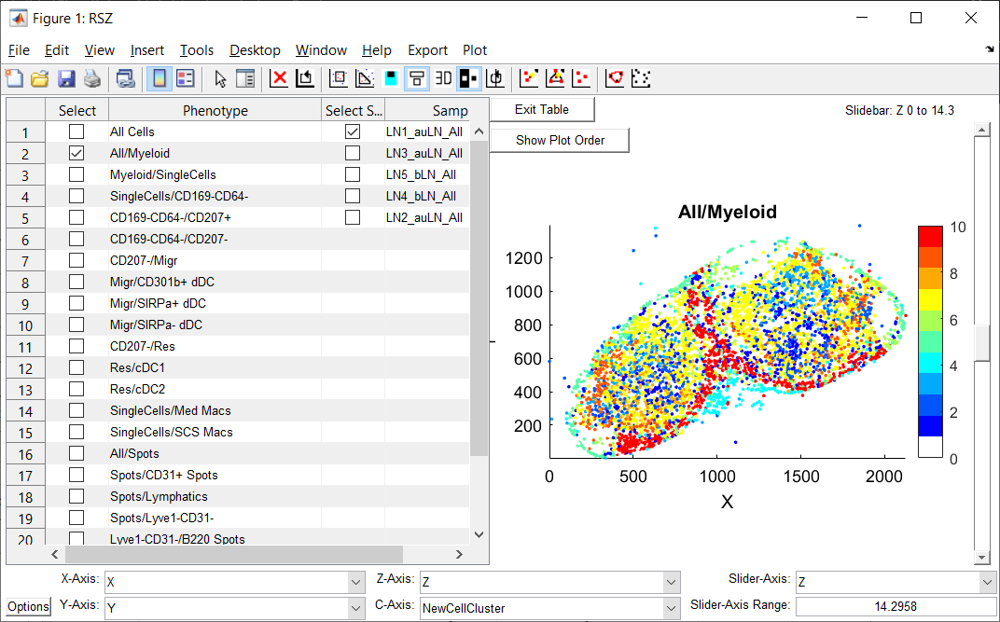 Figure 1: RSZ
File Edit View Insert Tools Desktop Window Help Export Plot
3D
Select Phenotype Select S... Samp
1 All Cells LN1_auLN_All
2 All/Myeloid LN3_auLN_All
3 Myeloid/SingleCells LN5_bLN_All
4 SingleCells/CD169-CD64- LN4_bLN_All
5 CD169-CD64-/CD207+ LN2_auLN_All
6 CD169-CD64-/CD207-
7 CD207-/Migr
8 Migr/CD301b+ dDC
9 Migr/SIRPa+ dDC
10 Migr/SIRPa- dDC
11 CD207-/Res
12 Res/cDC1
13 Res/cDC2
14 SingleCells/Med Macs
15 SingleCells/SCS Macs
16 All/Spots
17 Spots/CD31+ Spots
18 Spots/Lymphatics
19 Spots/Lyve1-CD31-
20 Lyve1-CD31-/B220 Spots
Exit Table
Show Plot Order
Slidebar: Z 0 to 14.3
All/Myeloid
1200
1000
800
600
400
200
0 500 1000 1500 2000
X
10
8
6
4
2
0
X-Axis: X Z-Axis: Z Slider-Axis: Z
Options Y-Axis: Y C-Axis: NewCellCluster Slider-Axis Range: 14.2958